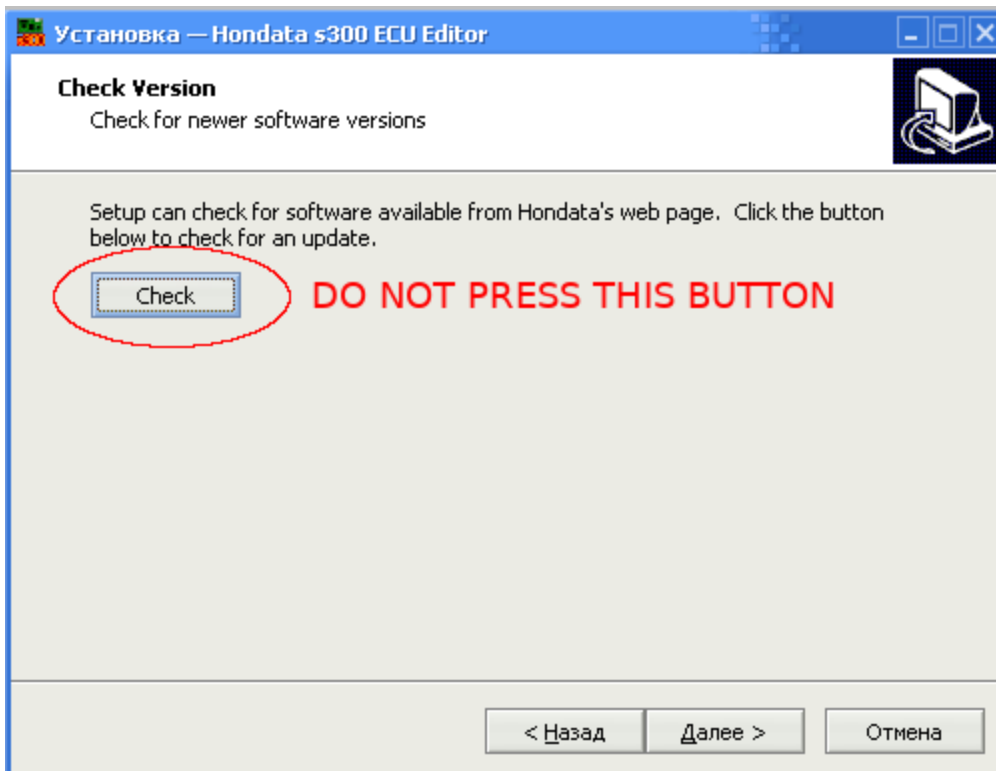 Установка — Hondata s300 ECU Editor
Check Version
Check for newer software versions
Setup can check for software available from Hondata's web page. Click the button
below to check for an update.
Check
DO NOT PRESS THIS BUTTON
< Назад
Далее >
Отмена